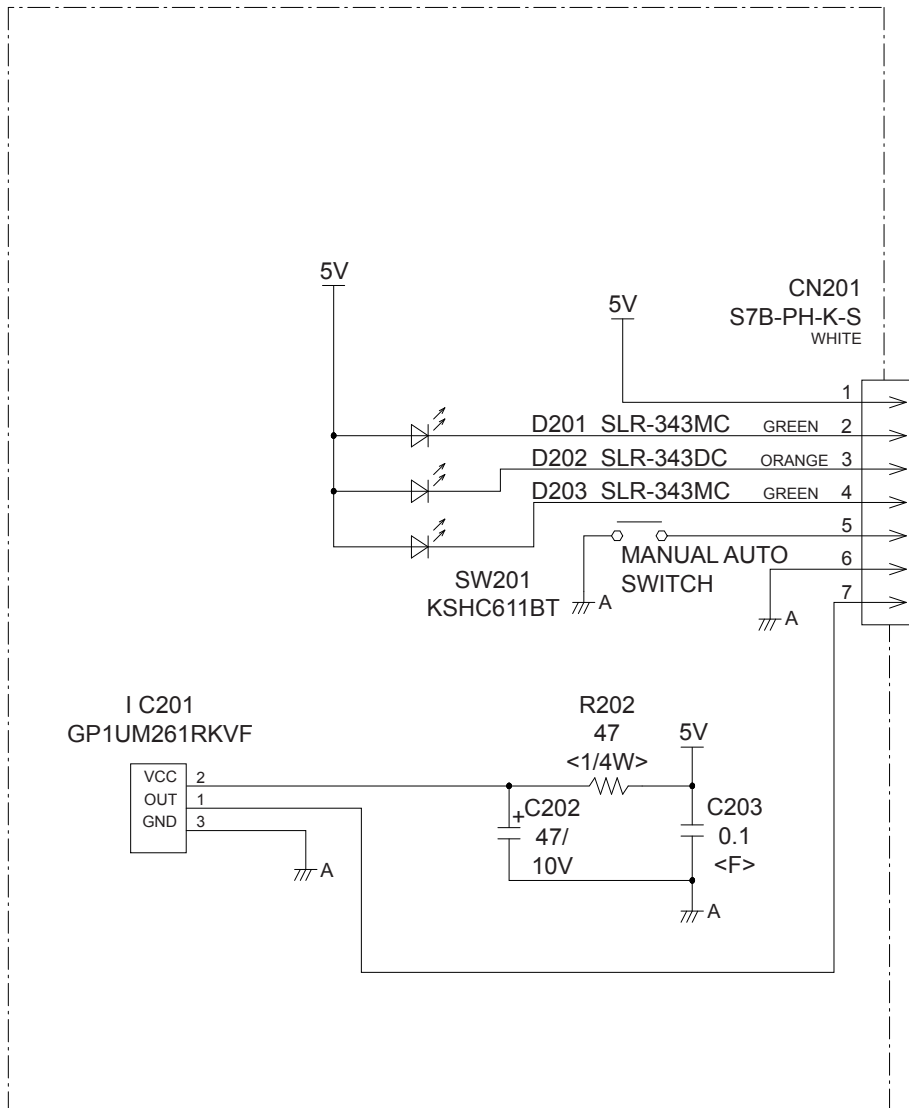 5V
CN201
S7B-PH-K-S
WHITE
5V
1
D201 SLR-343MC GREEN 2
D202 SLR-343DC ORANGE 3
D203 SLR-343MC GREEN 4
5
MANUAL AUTO
SWITCH
6
SW201
KSHC611BT
A
A
7
I C201
GP1UM261RKVF
R202
47
<1/4W>
5V
VCC 2
OUT 1
GND 3
A
+
C202
47/
10V
C203
0.1
<F>
A